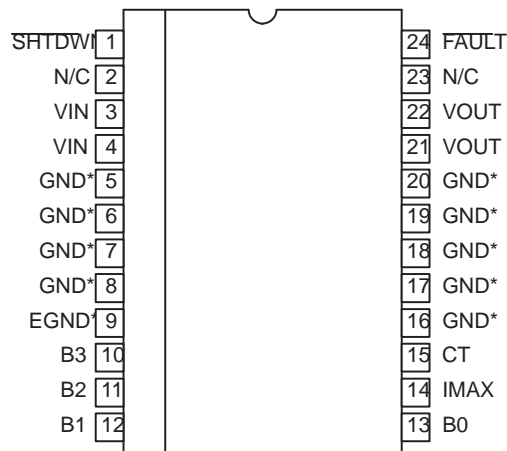 SHTDWN 1 24 FAULT
N/C 2 23 N/C
VIN 3 22 VOUT
VIN 4 21 VOUT
GND* 5 20 GND*
GND* 6 19 GND*
GND* 7 18 GND*
GND* 8 17 GND*
EGND* 9 16 GND*
B3 10 15 CT
B2 11 14 IMAX
B1 12 13 B0